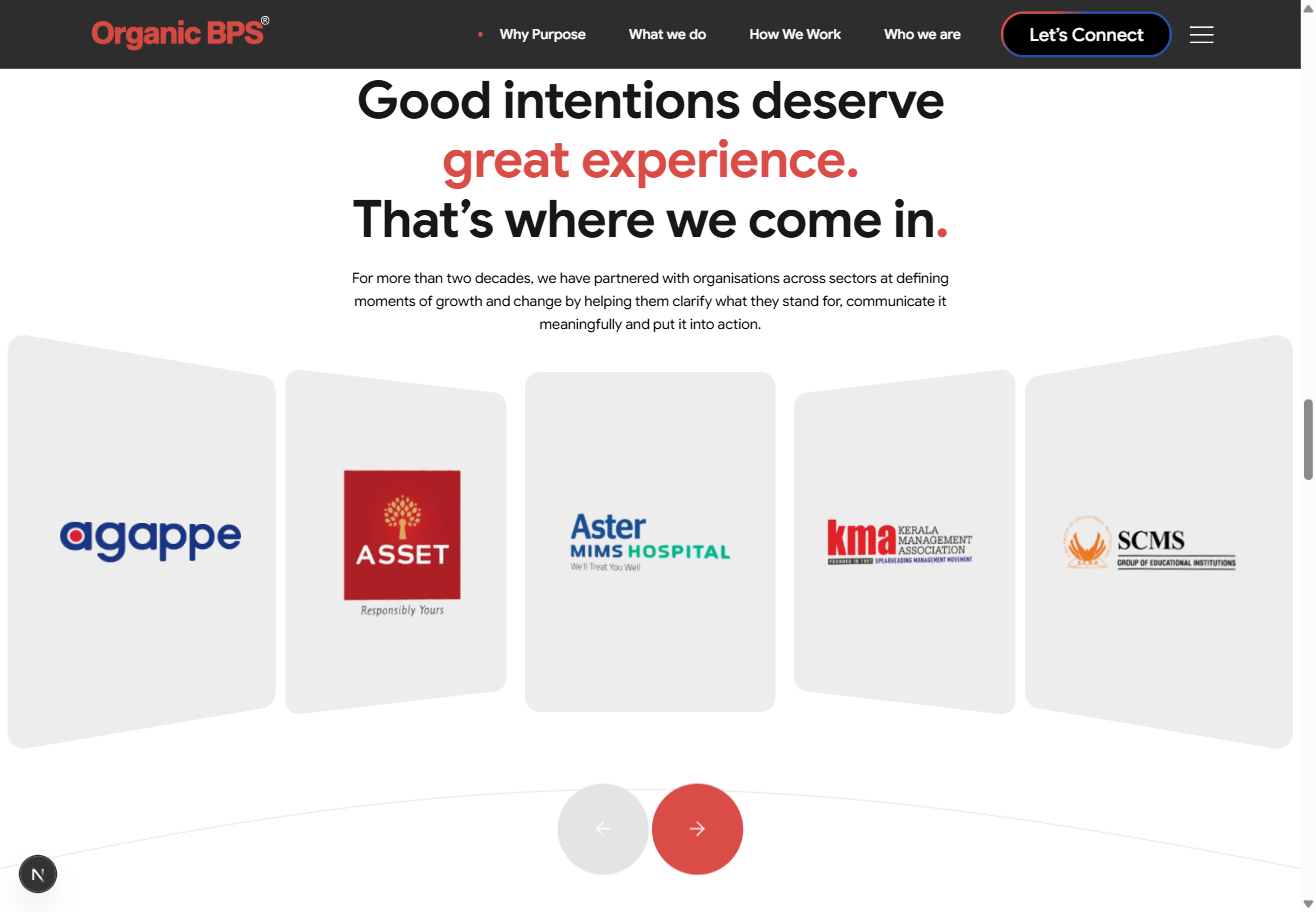 Organic BPS®
Why Purpose
What we do
How We Work
Who we are
Let's Connect
Good intentions deserve
great experience.
That's where we come in.
For more than two decades, we have partnered with organisations across sectors at defining
moments of growth and change by helping them clarify what they stand for, communicate it
meaningfully and put it into action.
agappe
ASSET
Responsibly Yours
Aster
MIMS HOSPITAL
We'll Treat You Well
kma
KERALA
MANAGEMENT
ASSOCIATION
FOUNDED IN 1957 SPEARHEADING MANAGEMENT MOVEMENT
SCMS
GROUP OF EDUCATIONAL INSTITUTIONS
N